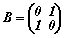 B = ( 0 1
1 0 )